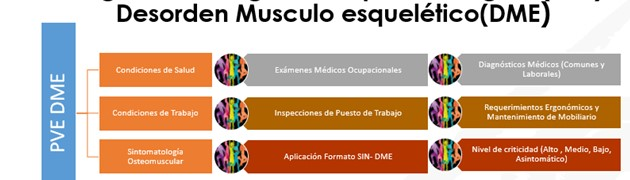 Desorden Musculo esquelético(DME)
PVE DME
Condiciones de Salud
Exámenes Médicos Ocupacionales
Diagnósticos Médicos (Comunes y
Laborales)
Condiciones de Trabajo
Inspecciones de Puesto de Trabajo
Requerimientos Ergonómicos y
Mantenimiento de Mobiliario
Sintomatología
Osteomuscular
Aplicación Formato SIN- DME
Nivel de criticidad (Alto , Medio, Bajo,
Asintomático)